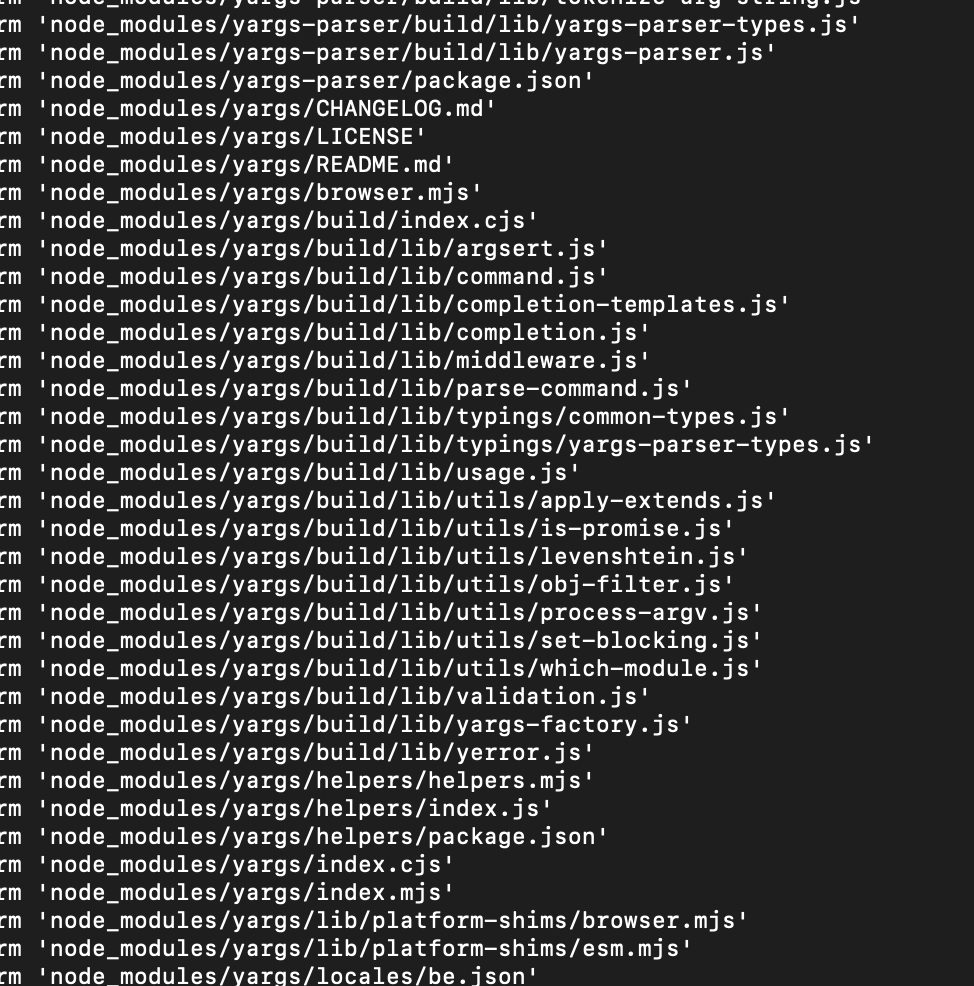 rm 'node_modules/yargs-parser/build/lib/tokenize-arg-string.js'
rm 'node_modules/yargs-parser/build/lib/yargs-parser-types.js'
rm 'node_modules/yargs-parser/build/lib/yargs-parser.js'
rm 'node_modules/yargs-parser/package.json'
rm 'node_modules/yargs/CHANGELOG.md'
rm 'node_modules/yargs/LICENSE'
rm 'node_modules/yargs/README.md'
rm 'node_modules/yargs/browser.mjs'
rm 'node_modules/yargs/build/index.cjs'
rm 'node_modules/yargs/build/lib/argsert.js'
rm 'node_modules/yargs/build/lib/command.js'
rm 'node_modules/yargs/build/lib/completion-templates.js'
rm 'node_modules/yargs/build/lib/completion.js'
rm 'node_modules/yargs/build/lib/middleware.js'
rm 'node_modules/yargs/build/lib/parse-command.js'
rm 'node_modules/yargs/build/lib/typings/common-types.js'
rm 'node_modules/yargs/build/lib/typings/yargs-parser-types.js'
rm 'node_modules/yargs/build/lib/usage.js'
rm 'node_modules/yargs/build/lib/utils/apply-extends.js'
rm 'node_modules/yargs/build/lib/utils/is-promise.js'
rm 'node_modules/yargs/build/lib/utils/levenshtein.js'
rm 'node_modules/yargs/build/lib/utils/obj-filter.js'
rm 'node_modules/yargs/build/lib/utils/process-argv.js'
rm 'node_modules/yargs/build/lib/utils/set-blocking.js'
rm 'node_modules/yargs/build/lib/utils/which-module.js'
rm 'node_modules/yargs/build/lib/validation.js'
rm 'node_modules/yargs/build/lib/yargs-factory.js'
rm 'node_modules/yargs/build/lib/yerror.js'
rm 'node_modules/yargs/helpers/helpers.mjs'
rm 'node_modules/yargs/helpers/index.js'
rm 'node_modules/yargs/helpers/package.json'
rm 'node_modules/yargs/index.cjs'
rm 'node_modules/yargs/index.mjs'
rm 'node_modules/yargs/lib/platform-shims/browser.mjs'
rm 'node_modules/yargs/lib/platform-shims/esm.mjs'
rm 'node_modules/yargs/locales/be.json'